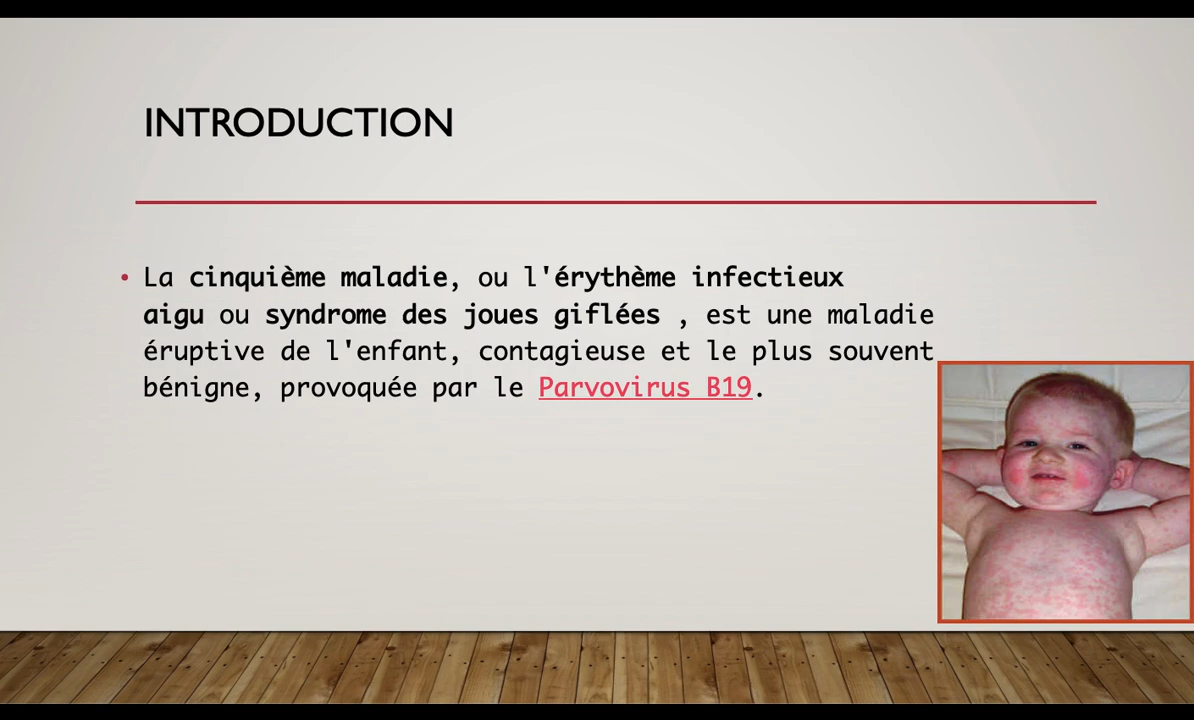 INTRODUCTION
• La cinquième maladie, ou l'érythème infectieux
aigu ou syndrome des joues giflées , est une maladie
éruptive de l'enfant, contagieuse et le plus souvent
bénigne, provoquée par le Parvovirus B19.